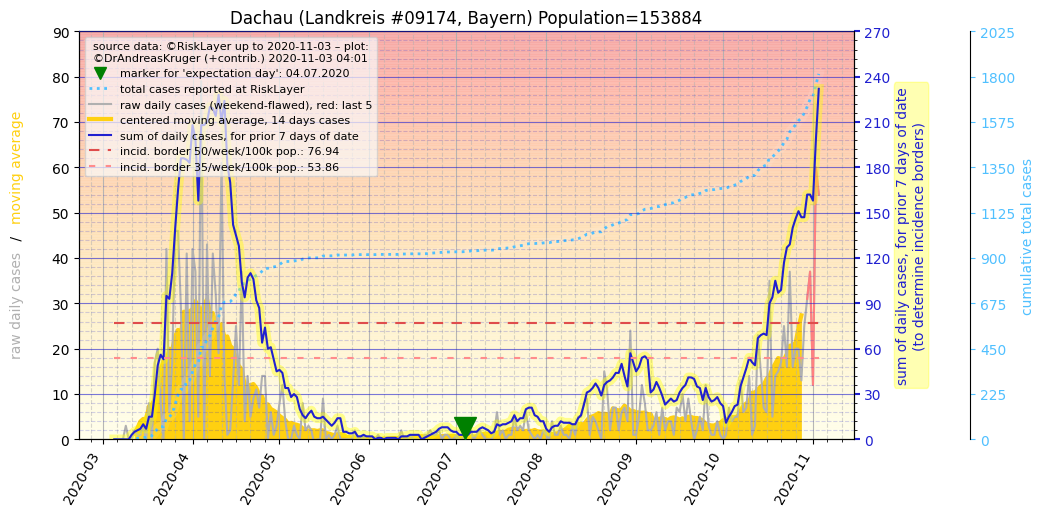 Dachau (Landkreis #09174, Bayern) Population=153884
source data: ©RiskLayer up to 2020-11-03 – plot:
©DrAndreasKruger (+contrib.) 2020-11-03 04:01
marker for 'expectation day': 04.07.2020
total cases reported at RiskLayer
raw daily cases (weekend-flawed), red: last 5
centered moving average, 14 days cases
sum of daily cases, for prior 7 days of date
incid. border 50/week/100k pop.: 76.94
incid. border 35/week/100k pop.: 53.86
raw daily cases / moving average
90
80
70
60
50
40
30
20
10
0
2020-03
2020-04
2020-05
2020-06
2020-07
2020-08
2020-09
2020-10
2020-11
270
240
210
180
150
120
90
60
30
0
sum of daily cases, for prior 7 days of date
(to determine incidence borders)
2025
1800
1575
1350
1125
900
675
450
225
0
cumulative total cases